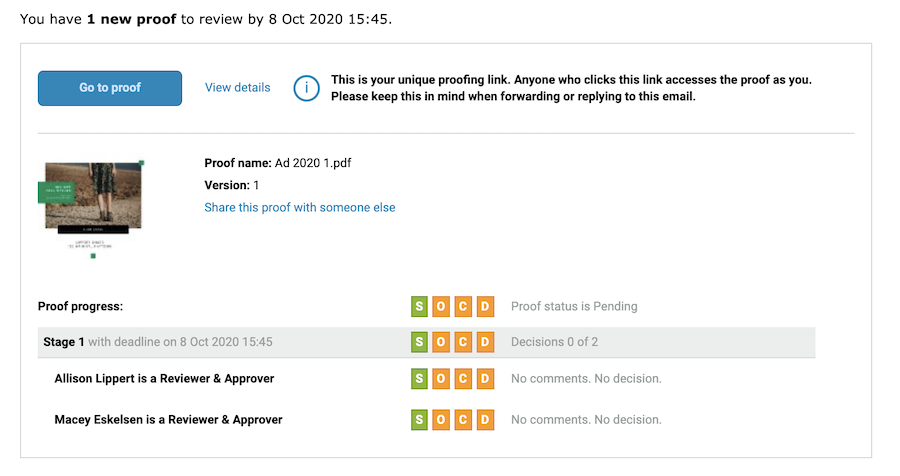 You have 1 new proof to review by 8 Oct 2020 15:45.
Go to proof
View details
i
This is your unique proofing link. Anyone who clicks this link accesses the proof as you.
Please keep this in mind when forwarding or replying to this email.
Proof name: Ad 2020 1.pdf
Version: 1
Share this proof with someone else
Proof progress: S O C D Proof status is Pending
Stage 1 with deadline on 8 Oct 2020 15:45 S O C D Decisions 0 of 2
Allison Lippert is a Reviewer & Approver S O C D No comments. No decision.
Macey Eskelsen is a Reviewer & Approver S O C D No comments. No decision.